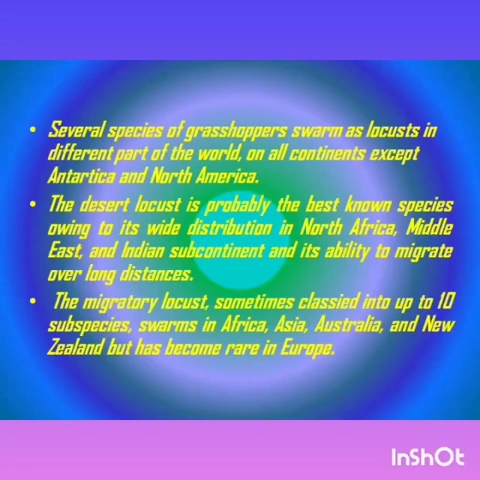 • Several species of grasshoppers swarm as locusts in
different part of the world, on all continents except
Antartica and North America.
• The desert locust is probably the best known species
owing to its wide distribution in North Africa, Middle
East, and Indian subcontinent and its ability to migrate
over long distances.
• The migratory locust, sometimes classied into up to 10
subspecies, swarms in Africa, Asia, Australia, and New
Zealand but has become rare in Europe.
InShOt